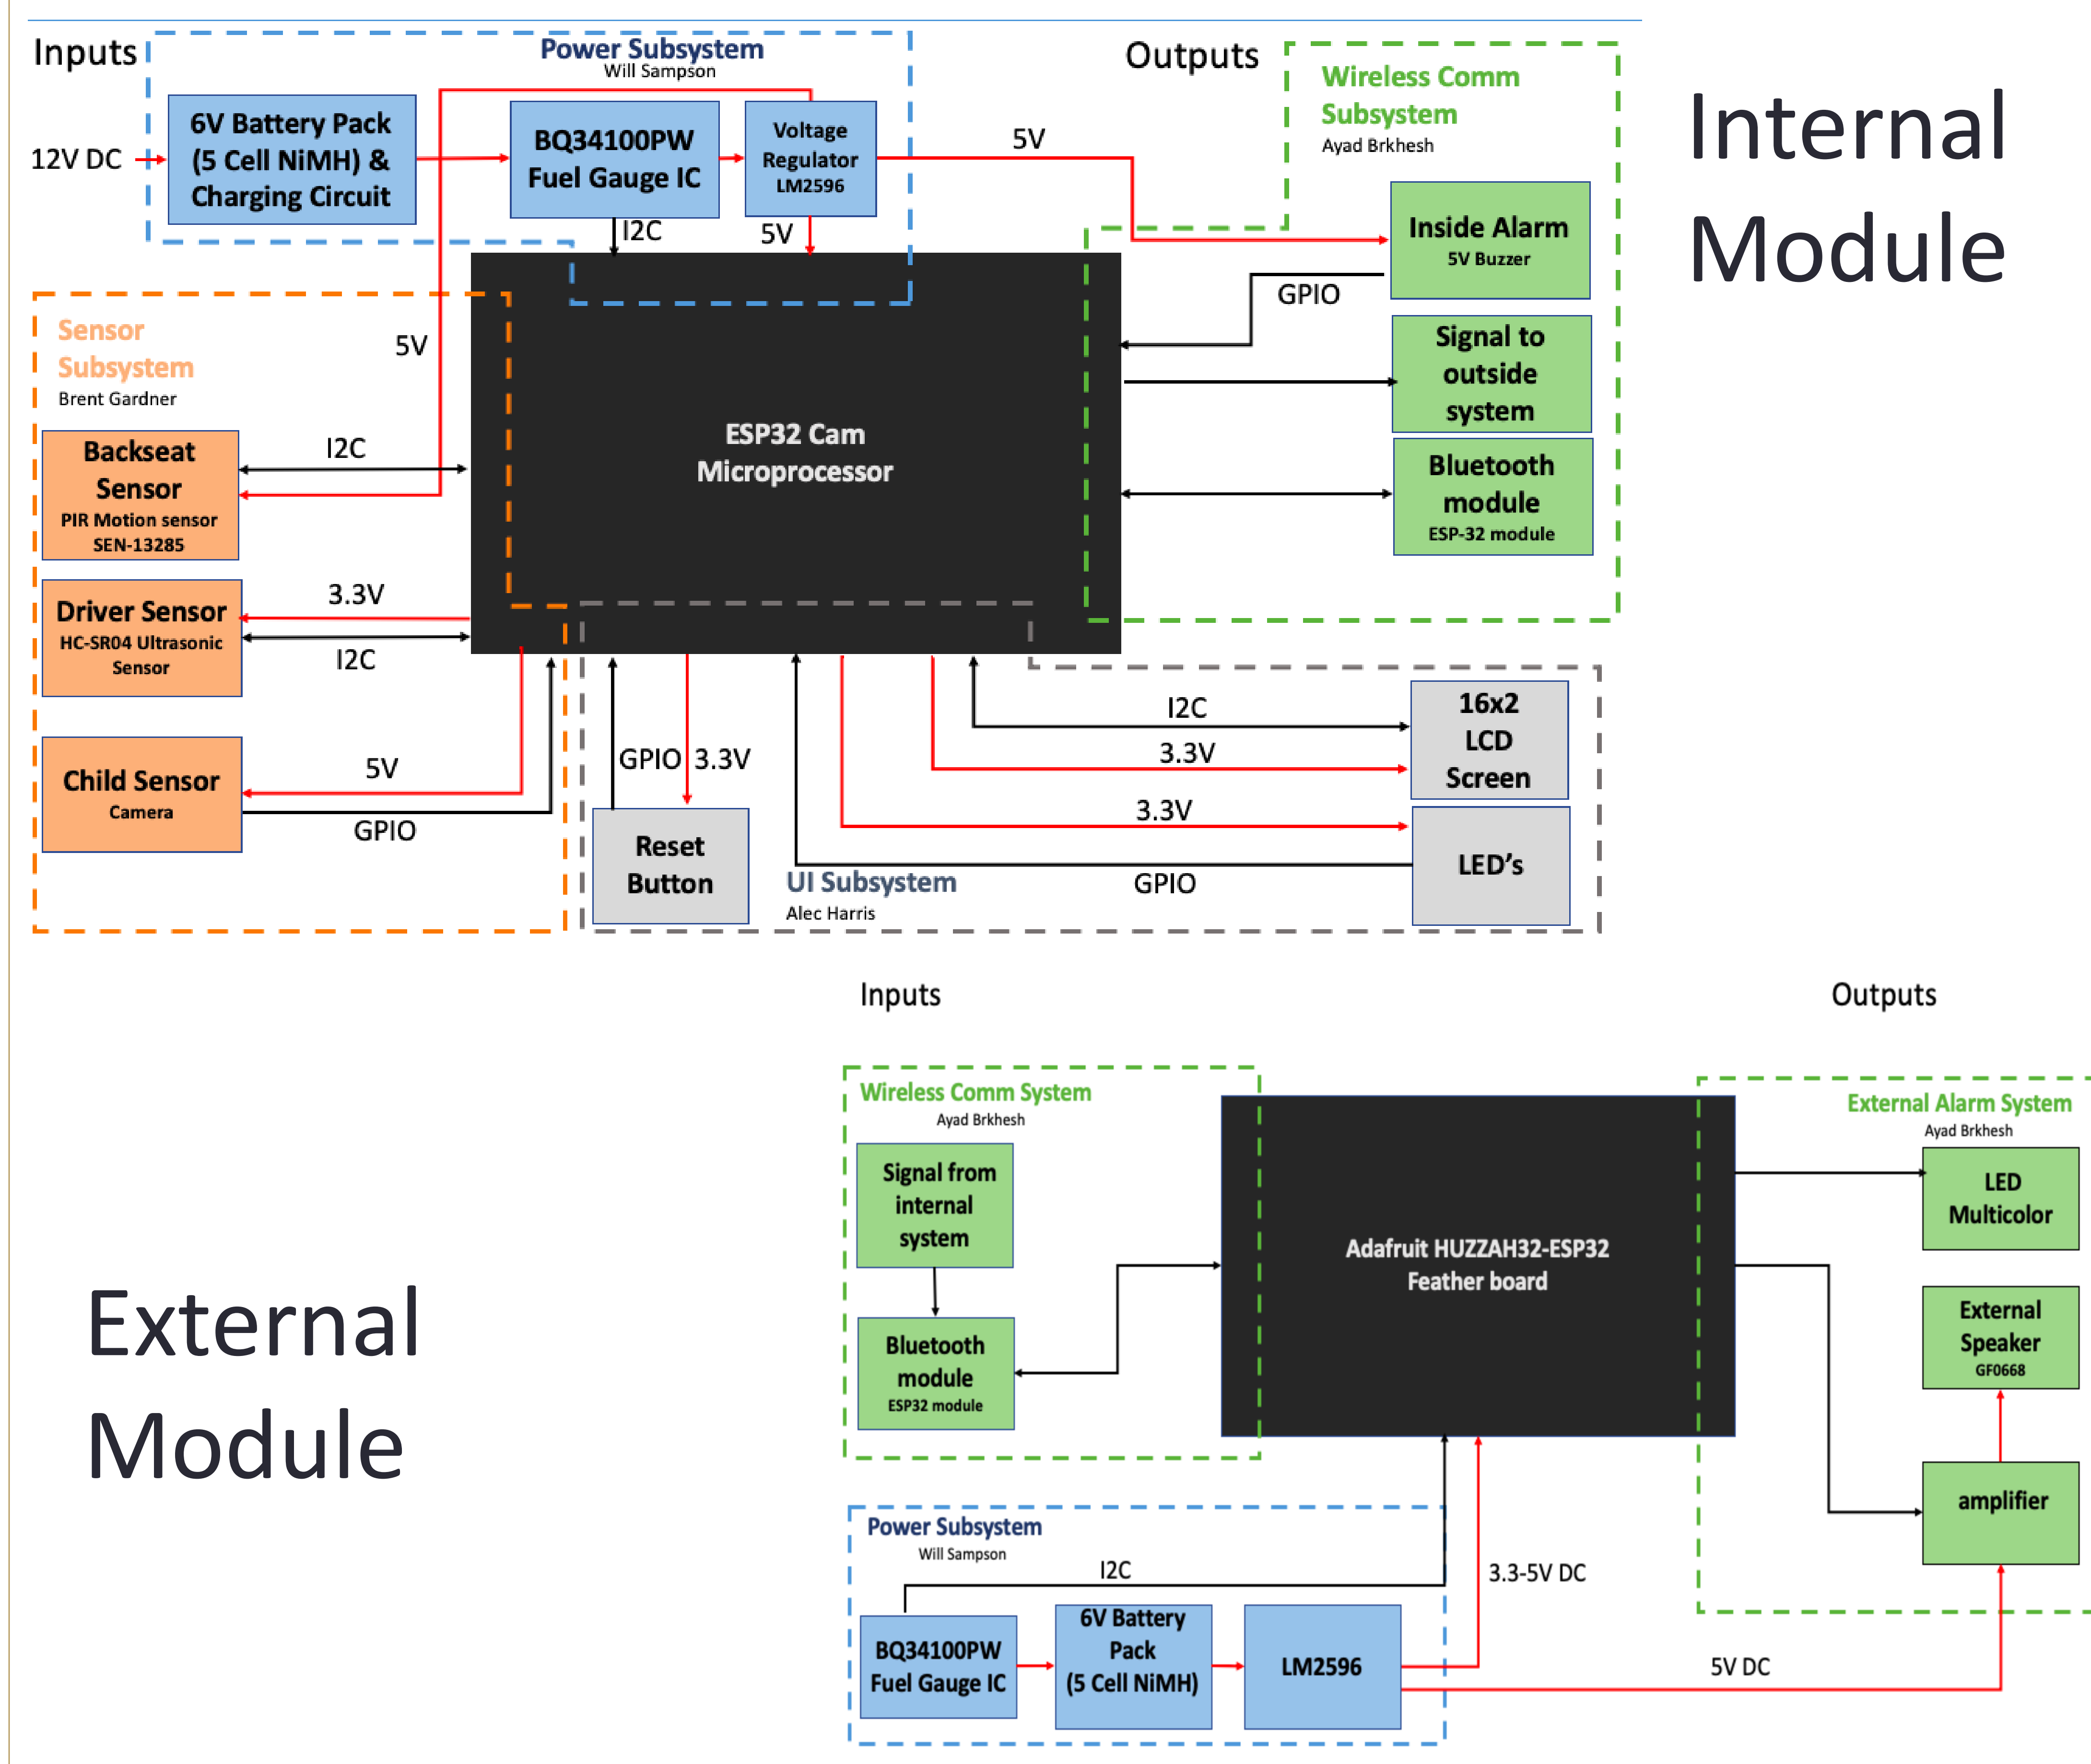 Inputs
Power Subsystem
Will Sampson
12V DC
6V Battery Pack
(5 Cell NiMH) &
Charging Circuit
BQ34100PW
Fuel Gauge IC
Voltage
Regulator
LM2596
I2C
5V
5V
5V
Outputs
Wireless Comm
Subsystem
Ayad Brkhesh
Inside Alarm
5V Buzzer
GPIO
Signal to
outside
system
Bluetooth
module
ESP-32 module
Internal
Module
Sensor
Subsystem
Brent Gardner
Backseat
Sensor
PIR Motion sensor
SEN-13285
I2C
Driver Sensor
HC-SR04 Ultrasonic
Sensor
3.3V
I2C
Child Sensor
Camera
5V
GPIO
ESP32 Cam
Microprocessor
GPIO
3.3V
Reset
Button
UI Subsystem
Alec Harris
I2C
3.3V
16x2
LCD
Screen
3.3V
GPIO
LED's
External
Module
Inputs
Outputs
Wireless Comm System
Ayad Brkhesh
Signal from
internal
system
Bluetooth
module
ESP32 module
Adafruit HUZZAH32-ESP32
Feather board
External Alarm System
Ayad Brkhesh
LED
Multicolor
External
Speaker
GF0668
amplifier
Power Subsystem
Will Sampson
I2C
3.3-5V DC
BQ34100PW
Fuel Gauge IC
6V Battery
Pack
(5 Cell NiMH)
LM2596
5V DC